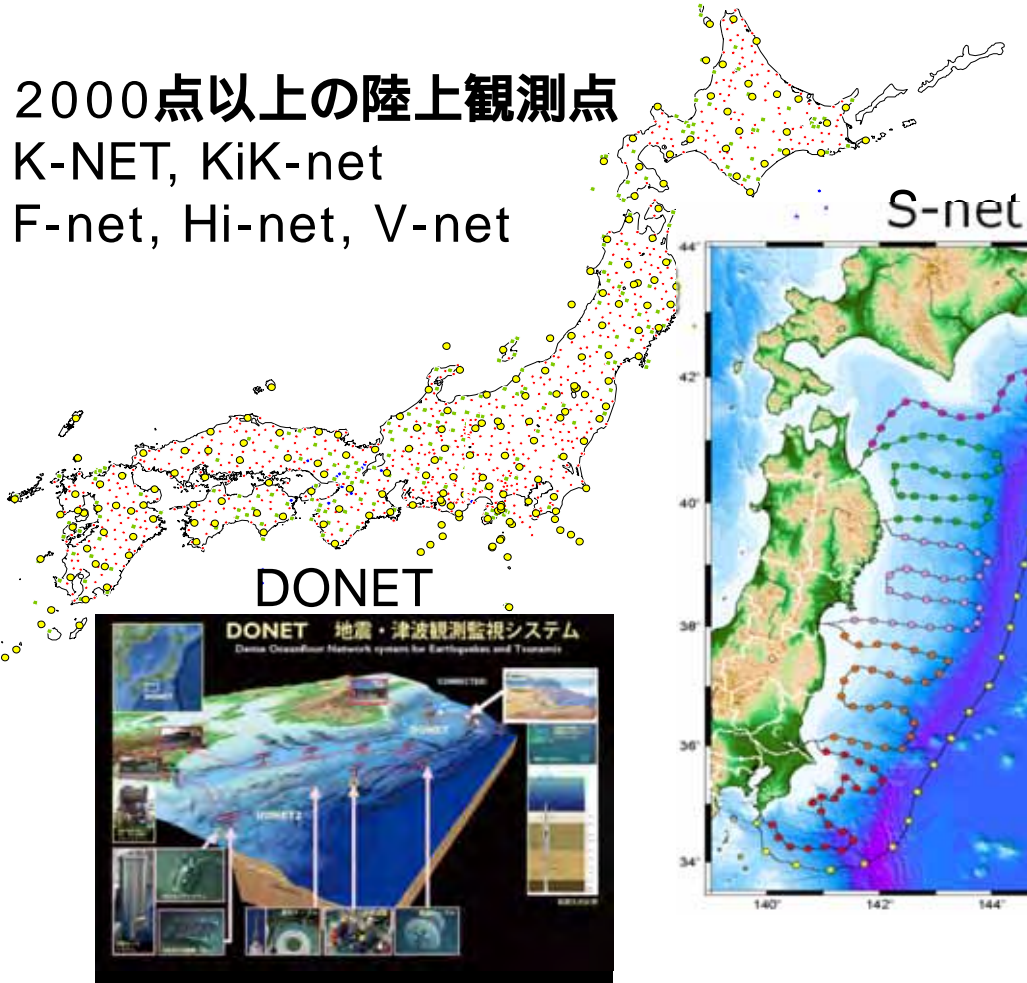 2000点以上の陸上観測点
K-NET, KiK-net
F-net, Hi-net, V-net
S-net
44°
42°
40°
38°
36°
34°
140°
142°
144°
DONET
DONET 地震・津波観測監視システム
Dense Oceanfloor Network system for Earthquakes and Tsunamis
DONET
DONET2